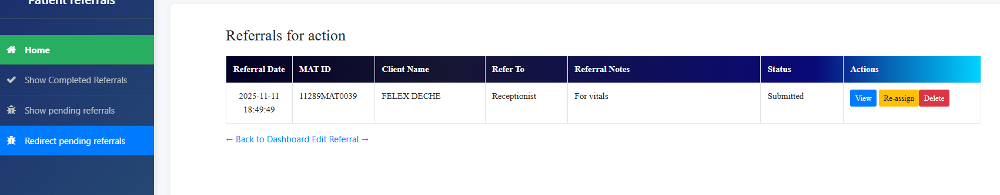 Patient referrals
Home
Show Completed Referrals
Show pending referrals
Redirect pending referrals
Referrals for action
Referral Date MAT ID Client Name Refer To Referral Notes Status Actions
2025-11-11 11289MAT0039 FELEX DECHE Receptionist For vitals Submitted View Re-assign Delete
18:49:49
← Back to Dashboard Edit Referral →